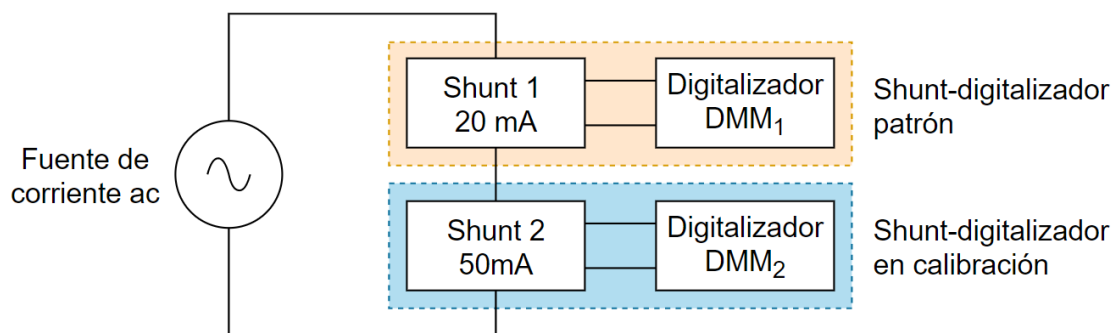 Fuente de
corriente ac
Shunt 1
20 mA
Digitalizador
DMM₁
Shunt-digitalizador
patrón
Shunt 2
50mA
Digitalizador
DMM₂
Shunt-digitalizador
en calibración